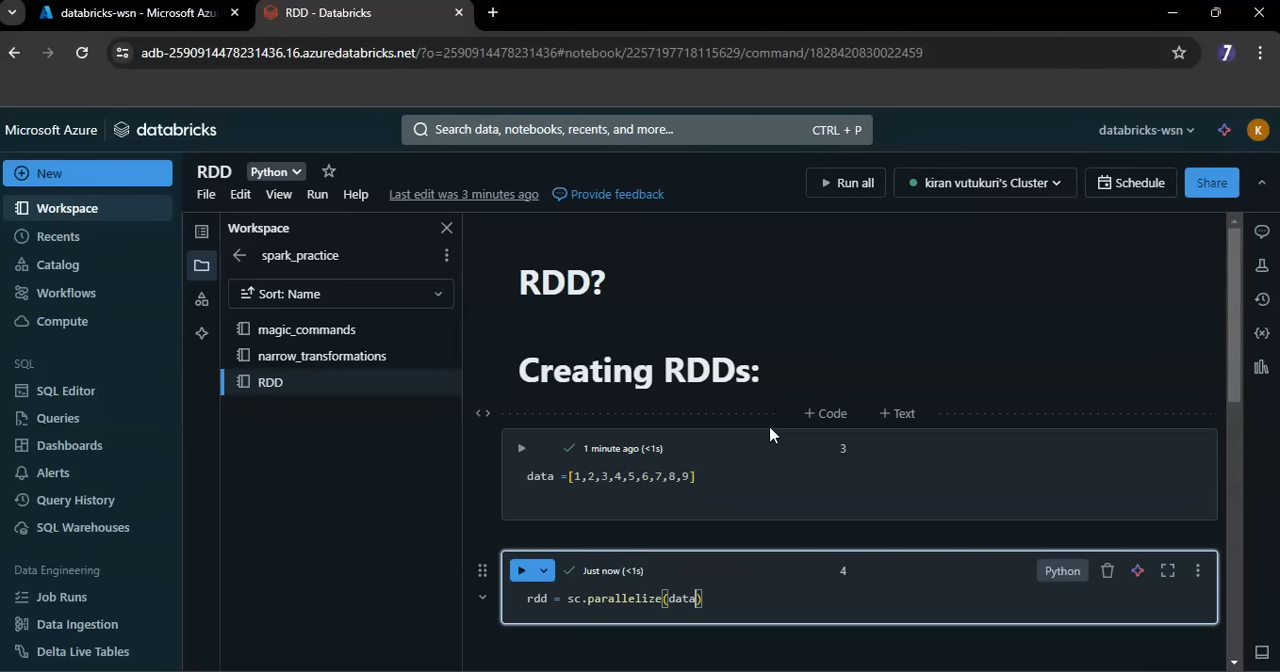 databricks-wsn - Microsoft Azu
RDD - Databricks
adb-2590914478231436.16.azuredatabricks.net/?o=2590914478231436#notebook/2257197718115629/command/1828420830022459
7
Microsoft Azure databricks
Search data, notebooks, recents, and more... CTRL + P
databricks-wsn K
New
Workspace
Recents
Catalog
Workflows
Compute
SQL
SQL Editor
Queries
Dashboards
Alerts
Query History
SQL Warehouses
Data Engineering
Job Runs
Data Ingestion
Delta Live Tables
RDD Python
File Edit View Run Help Last edit was 3 minutes ago Provide feedback
Run all kiran vutukuri's Cluster Schedule Share
Workspace
spark_practice
Sort: Name
magic_commands
narrow_transformations
RDD
RDD?
Creating RDDs:
+ Code + Text
1 minute ago (<1s) 3
data =[1,2,3,4,5,6,7,8,9]
Just now (<1s) 4 Python
rdd = sc.parallelize(data)